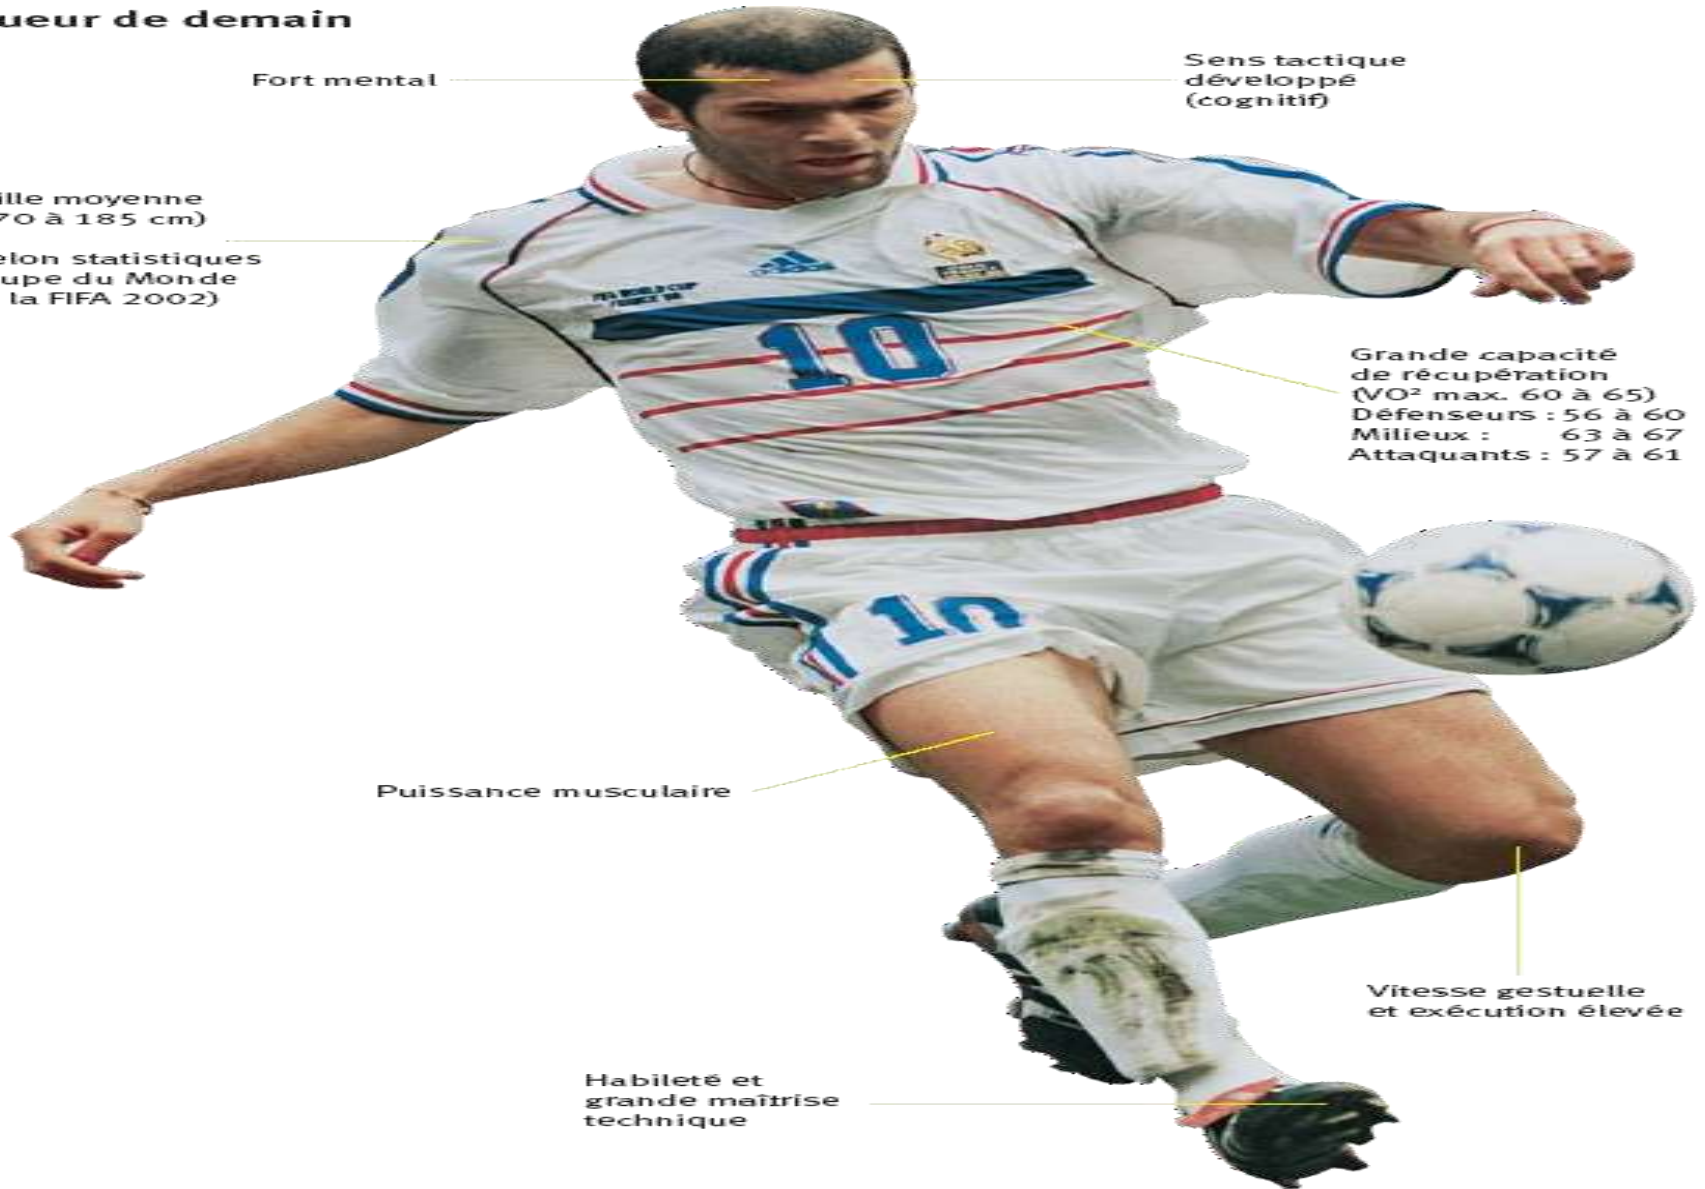 ueur de demain
Fort mental
Sens tactique
développé
(cognitif)
ille moyenne
70 à 185 cm)
elon statistiques
upe du Monde
la FIFA 2002)
adidas
10
Grande capacité
de récupération
(VO² max. 60 à 65)
Défenseurs : 56 à 60
Milieux : 63 à 67
Attaquants : 57 à 61
10
Puissance musculaire
Vitesse gestuelle
et exécution élevée
Habileté et
grande maîtrise
technique